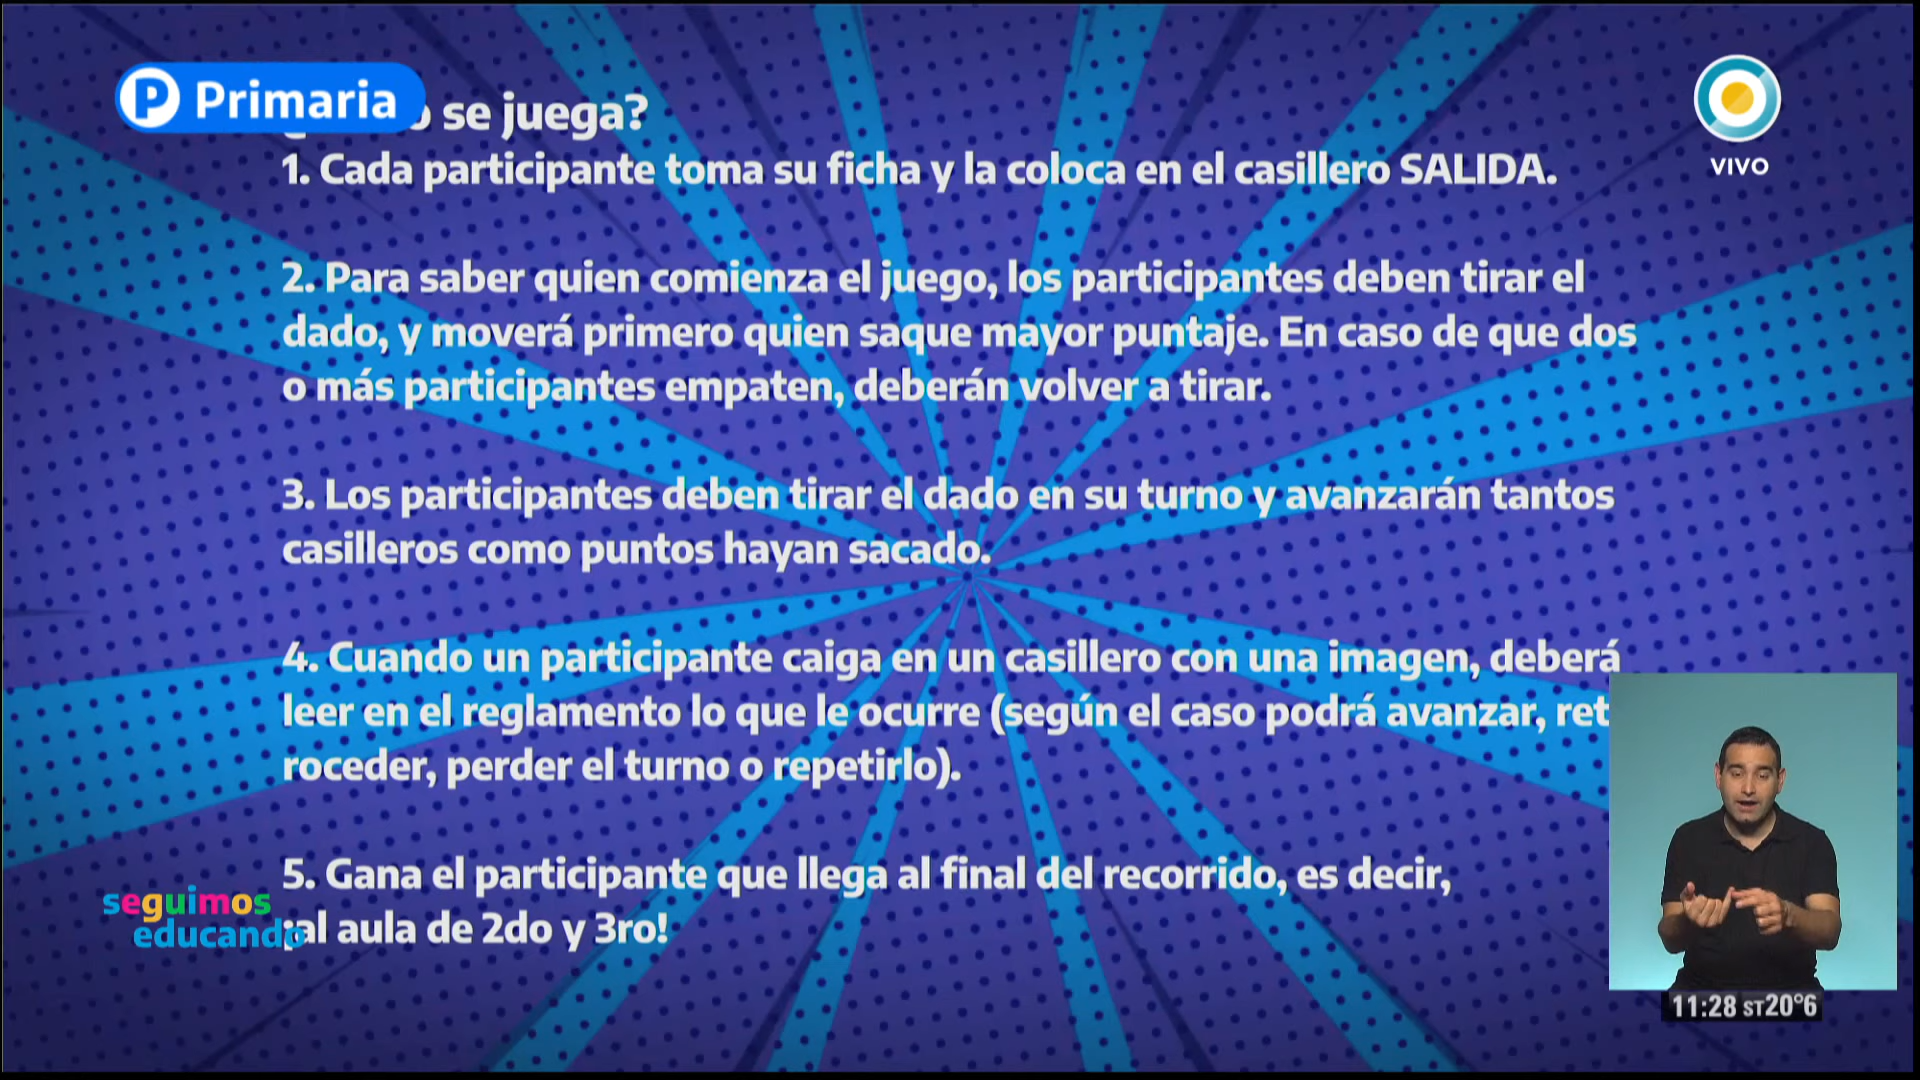 Primaria
se juega?
VIVO
1. Cada participante toma su ficha y la coloca en el casillero SALIDA.
2. Para saber quien comienza el juego, los participantes deben tirar el
dado, y moverá primero quien saque mayor puntaje. En caso de que dos
o más participantes empaten, deberán volver a tirar.
3. Los participantes deben tirar el dado en su turno y avanzarán tantos
casilleros como puntos hayan sacado.
4. Cuando un participante caiga en un casillero con una imagen, deberá
leer en el reglamento lo que le ocurre (según el caso podrá avanzar, ret
roceder, perder el turno o repetirlo).
5. Gana el participante que llega al final del recorrido, es decir,
¡al aula de 2do y 3ro!
seguimos
educando
11:28 ST20°6